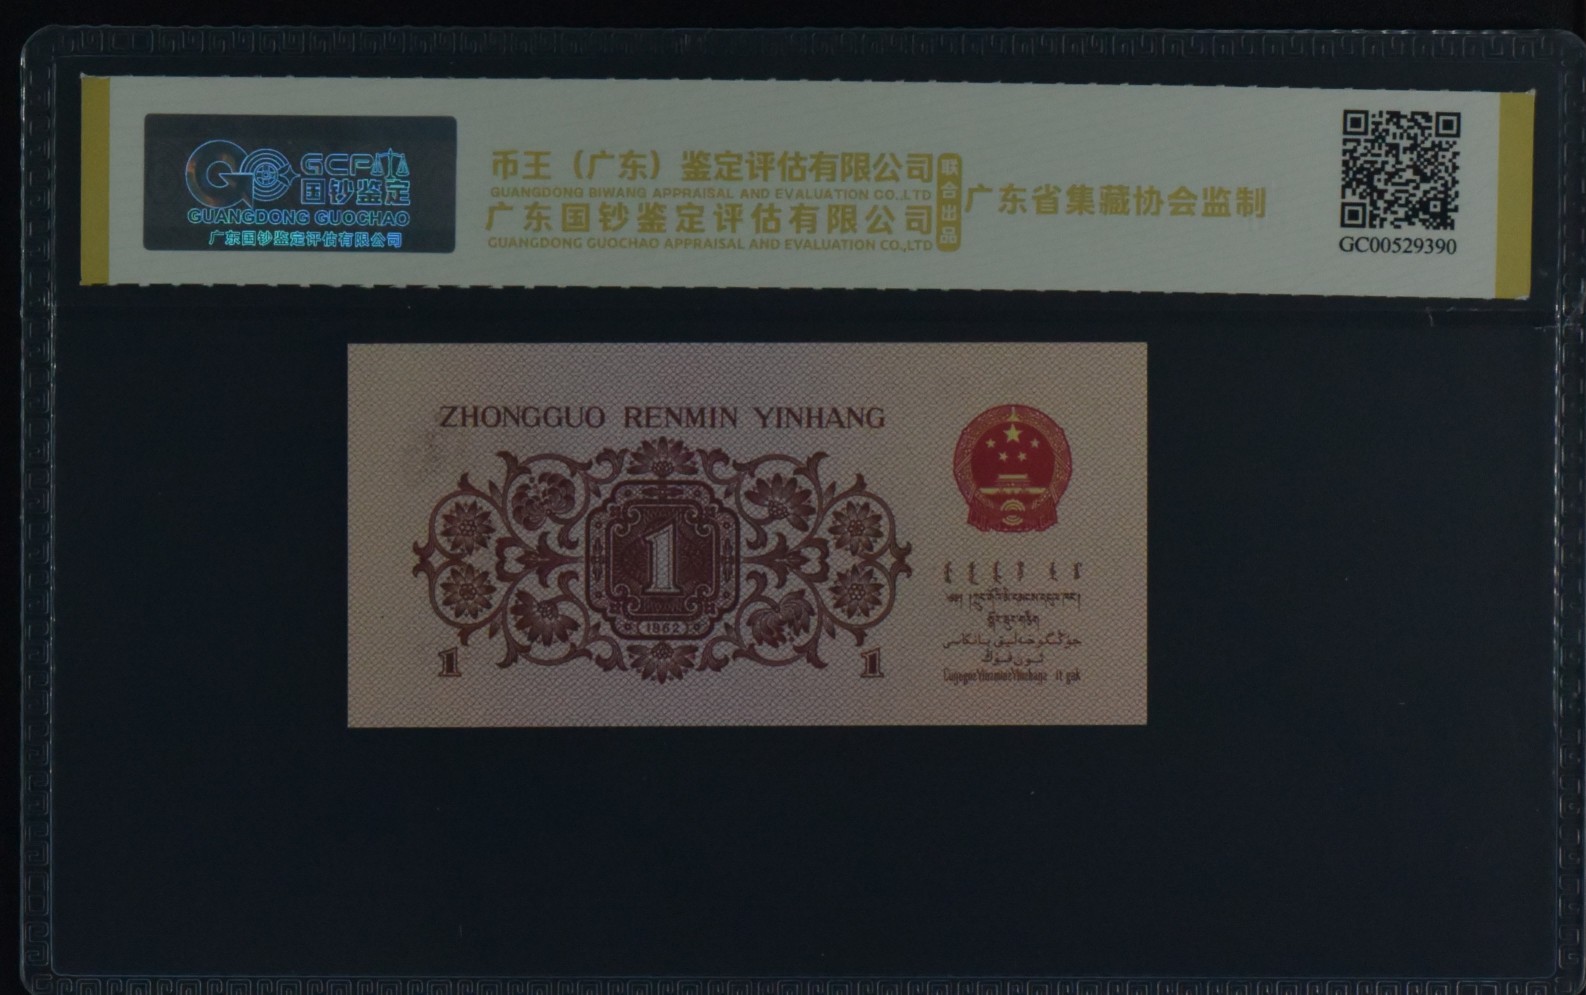 GCP
国钞鉴定
GUANGDONG GUOCHAO
广东国钞鉴定评估有限公司
币王（广东）鉴定评估有限公司
GUANGDONG BIWANG APPRAISAL AND EVALUATION CO.,LTD
广东国钞鉴定评估有限公司
GUANGDONG GUOCHAO APPRAISAL AND EVALUATION CO.,LTD
联合出品
广东省集藏协会监制
GC00529390
ZHONGGUO RENMIN YINHANG
1
1962
1
1